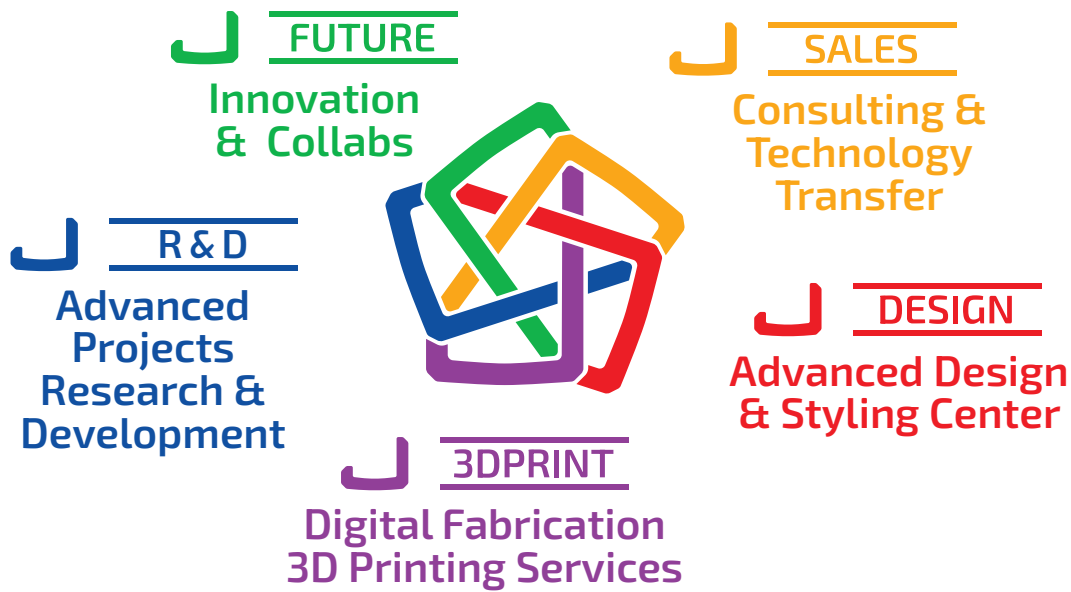 FUTURE
Innovation
& Collabs
SALES
Consulting &
Technology
Transfer
R & D
Advanced
Projects
Research &
Development
DESIGN
Advanced Design
& Styling Center
3DPRINT
Digital Fabrication
3D Printing Services